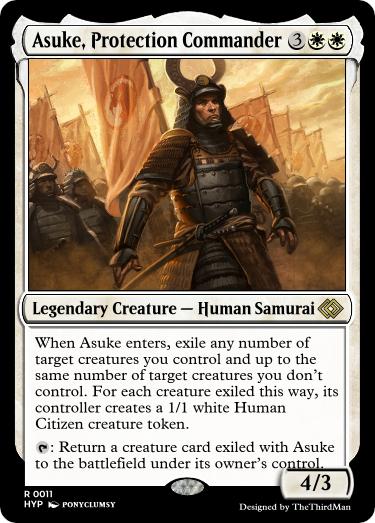 Asuke, Protection Commander 3
Legendary Creature — Human Samurai
When Asuke enters, exile any number of
target creatures you control and up to the
same number of target creatures you don't
control. For each creature exiled this way, its
controller creates a 1/1 white Human
Citizen creature token.
: Return a creature card exiled with Asuke
to the battlefield under its owner's control.
4/3
R 0011
HYP PONYCLUMSY
Designed by TheThirdMan